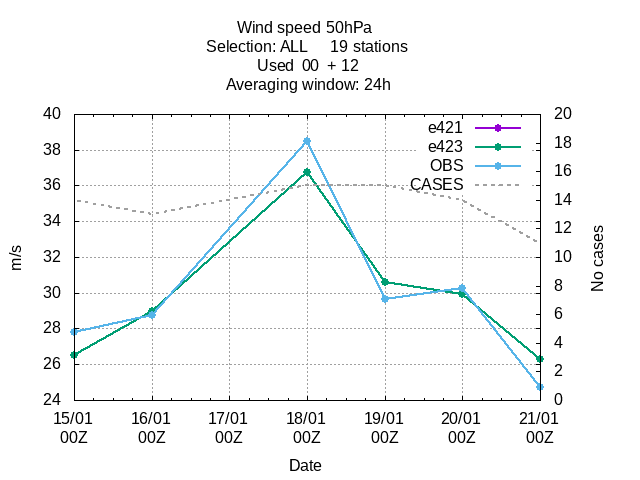 Wind speed 50hPa
Selection: ALL     19 stations
Used  00  + 12
Averaging window: 24h
40
38
36
34
32
30
28
26
24
m/s
20
18
16
14
12
10
8
6
4
2
0
No cases
e421
e423
OBS
CASES
15/01 16/01 17/01 18/01 19/01 20/01 21/01
00Z 00Z 00Z 00Z 00Z 00Z 00Z
Date